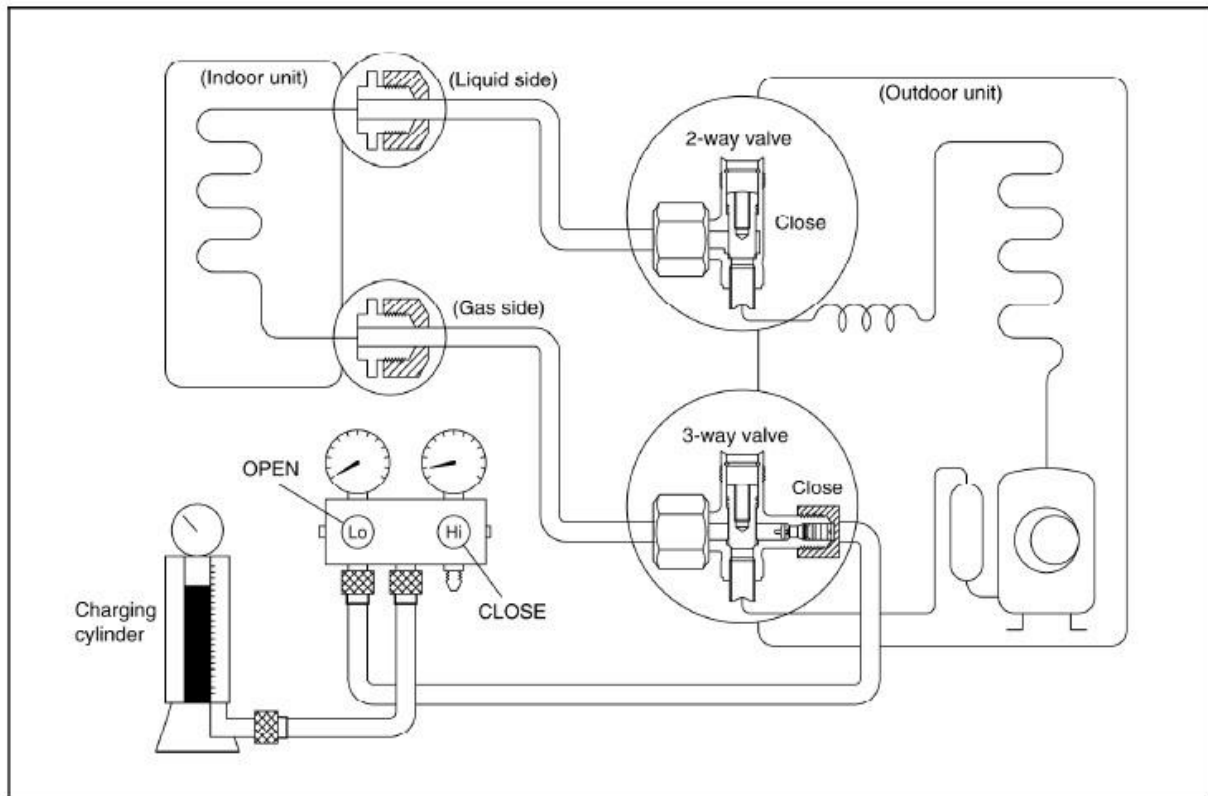 (Indoor unit)
(Liquid side)
(Outdoor unit)
2-way valve
Close
(Gas side)
3-way valve
Close
OPEN
Lo
Hi
CLOSE
Charging
cylinder